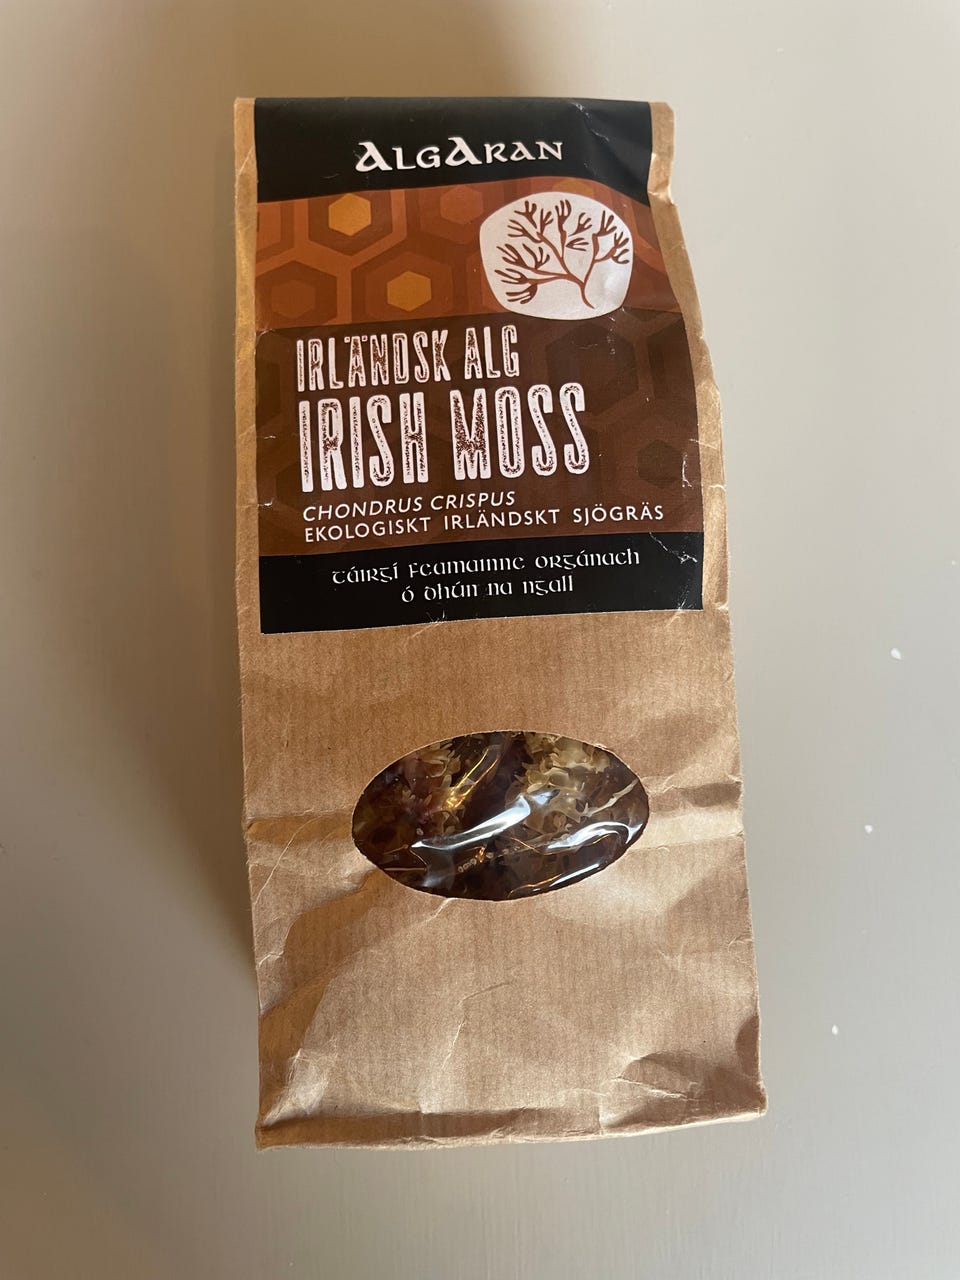 ALGARAN
IRLÄNDSK ALG
IRISH MOSS
CHONDRUS CRISPUS
EKOLOGISKT IRLÄNDSKT SJÖGRÄS
Táirgí Feamainne Orgánach
ó Dhún na nGall